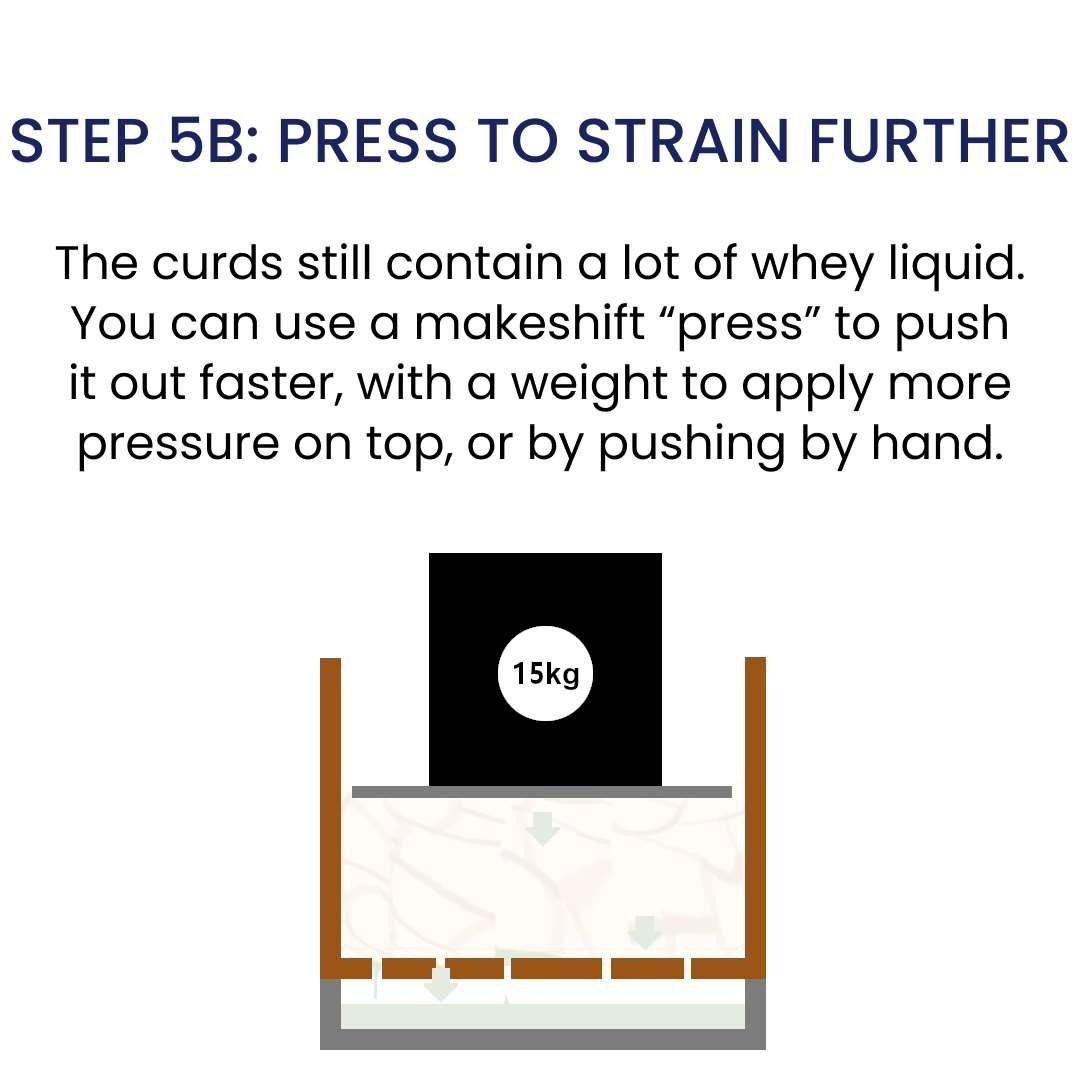 STEP 5B: PRESS TO STRAIN FURTHER
The curds still contain a lot of whey liquid.
You can use a makeshift “press” to push
it out faster, with a weight to apply more
pressure on top, or by pushing by hand.
15kg